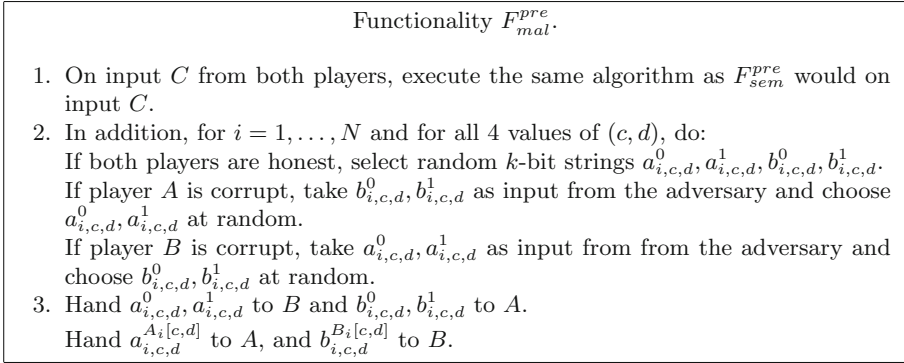 Functionality $F^{pre}_{mal}$.
1. On input $C$ from both players, execute the same algorithm as $F^{pre}_{sem}$ would on
input $C$.
2. In addition, for $i = 1, \ldots, N$ and for all 4 values of $(c, d)$, do:
If both players are honest, select random $k$-bit strings $a^0_{i,c,d}, a^1_{i,c,d}, b^0_{i,c,d}, b^1_{i,c,d}$.
If player $A$ is corrupt, take $b^0_{i,c,d}, b^1_{i,c,d}$ as input from the adversary and choose
$a^0_{i,c,d}, a^1_{i,c,d}$ at random.
If player $B$ is corrupt, take $a^0_{i,c,d}, a^1_{i,c,d}$ as input from from the adversary and
choose $b^0_{i,c,d}, b^1_{i,c,d}$ at random.
3. Hand $a^0_{i,c,d}, a^1_{i,c,d}$ to $B$ and $b^0_{i,c,d}, b^1_{i,c,d}$ to $A$.
Hand $a^{A_i[c,d]}_{i,c,d}$ to $A$, and $b^{B_i[c,d]}_{i,c,d}$ to $B$.